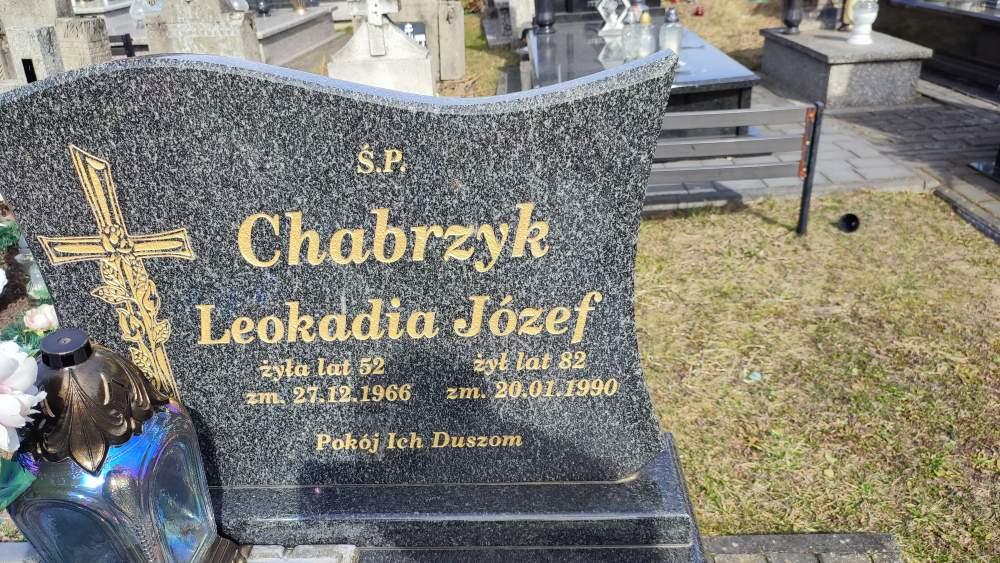 Ś.P.
Chabrzyk
Leokadia Józef
żyła lat 52 żył lat 82
zm. 27.12.1966 zm. 20.01.1990
Pokój Ich Duszom